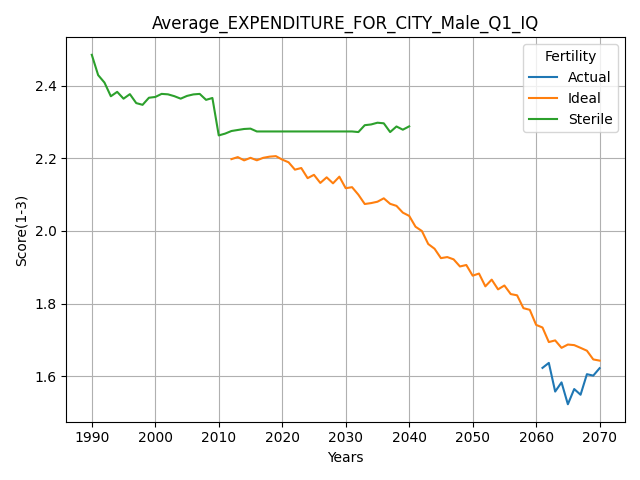 Average_EXPENDITURE_FOR_CITY_Male_Q1_IQ
Fertility
Actual
Ideal
Sterile
Score(1-3)
2.4
2.2
2.0
1.8
1.6
1990 2000 2010 2020 2030 2040 2050 2060 2070
Years